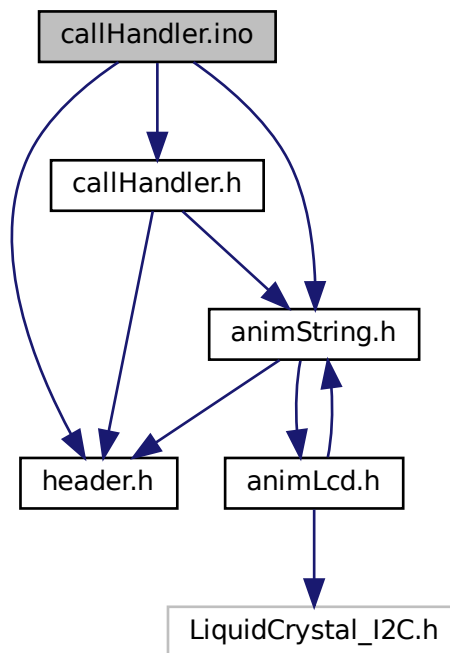 callHandler.ino
callHandler.h
animString.h
header.h
animLcd.h
LiquidCrystal_I2C.h